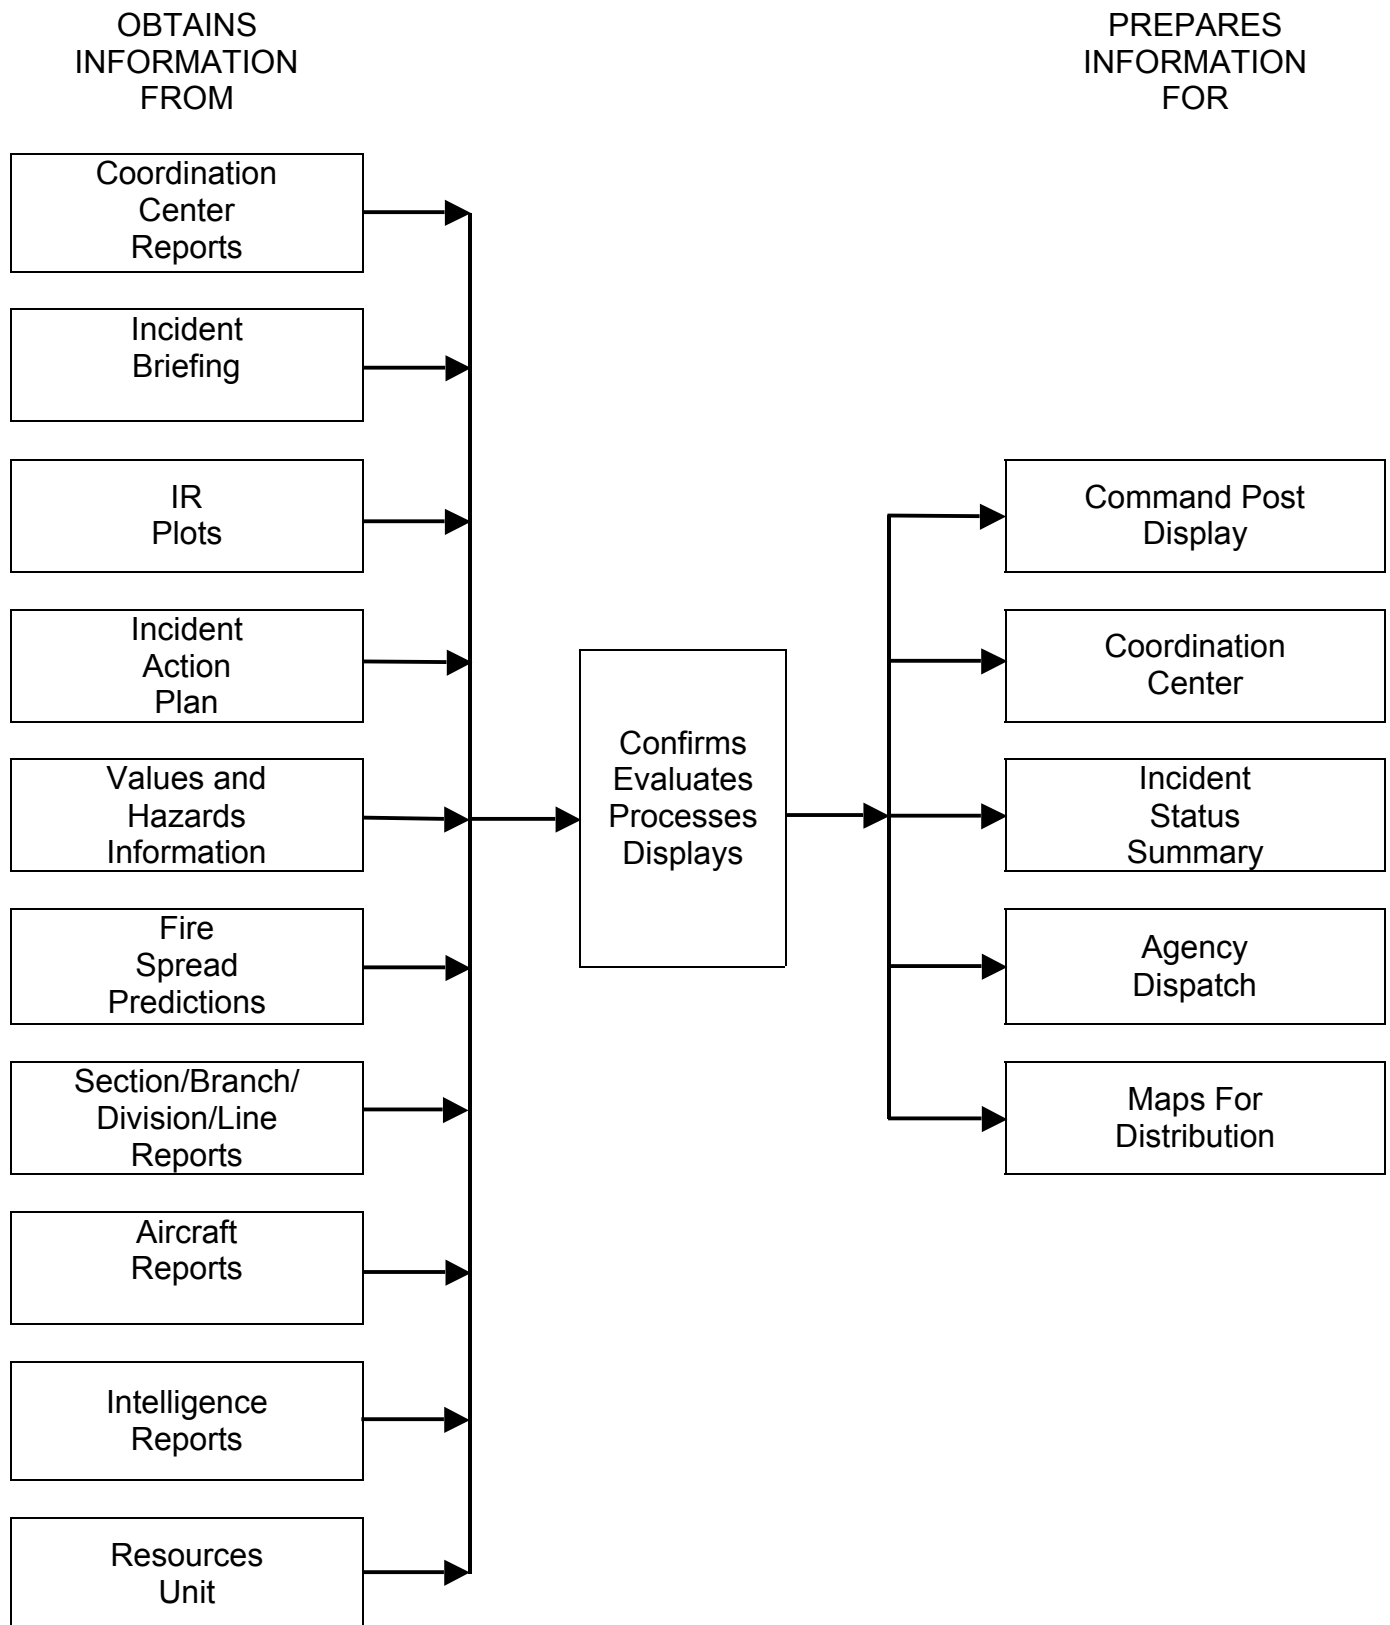 OBTAINS
INFORMATION
FROM
PREPARES
INFORMATION
FOR
Coordination
Center
Reports
Incident
Briefing
IR
Plots
Incident
Action
Plan
Values and
Hazards
Information
Fire
Spread
Predictions
Section/Branch/
Division/Line
Reports
Aircraft
Reports
Intelligence
Reports
Resources
Unit
Confirms
Evaluates
Processes
Displays
Command Post
Display
Coordination
Center
Incident
Status
Summary
Agency
Dispatch
Maps For
Distribution